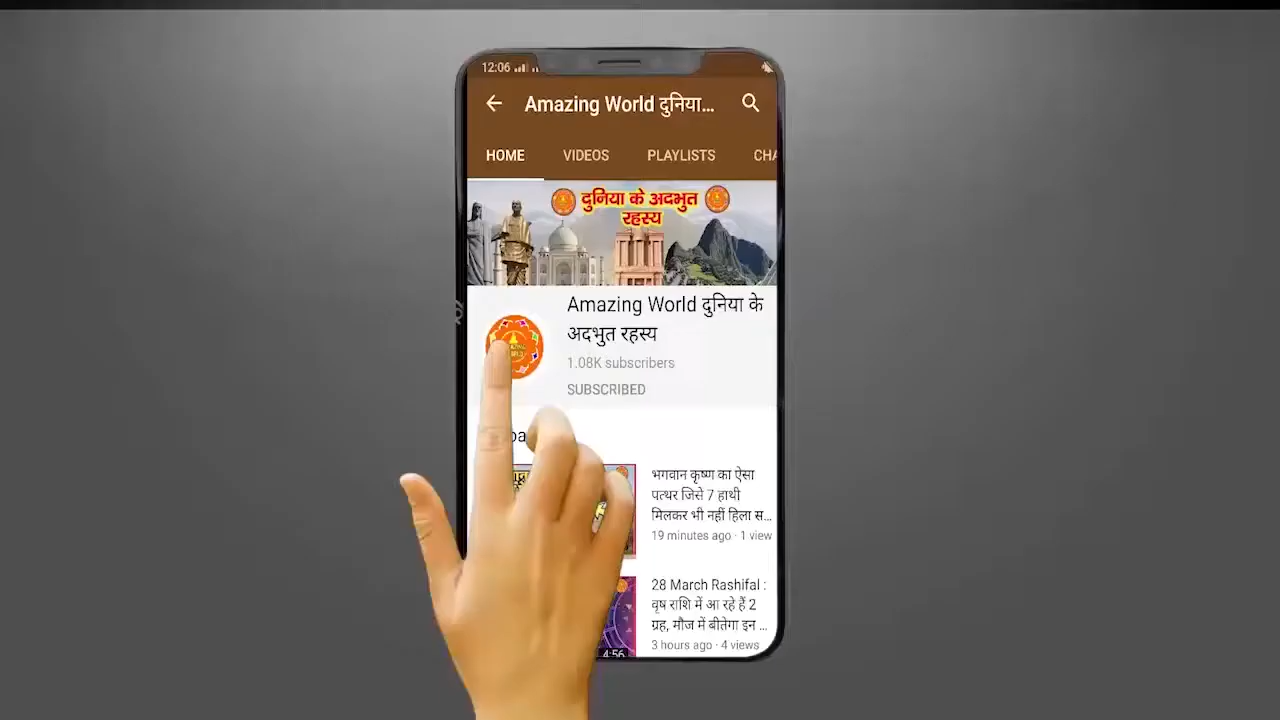 12:06
Amazing World दुनिया...
HOME VIDEOS PLAYLISTS CHA
दुनिया के अदभुत
रहस्य
Amazing World दुनिया के
अदभुत रहस्य
1.08K subscribers
SUBSCRIBED
भगवान कृष्ण का ऐसा
पत्थर जिसे 7 हाथी
मिलकर भी नहीं हिला स...
19 minutes ago · 1 view
28 March Rashifal :
वृष राशि में आ रहे हैं 2
ग्रह, मौज में बीतेगा इन ...
3 hours ago · 4 views
4:56